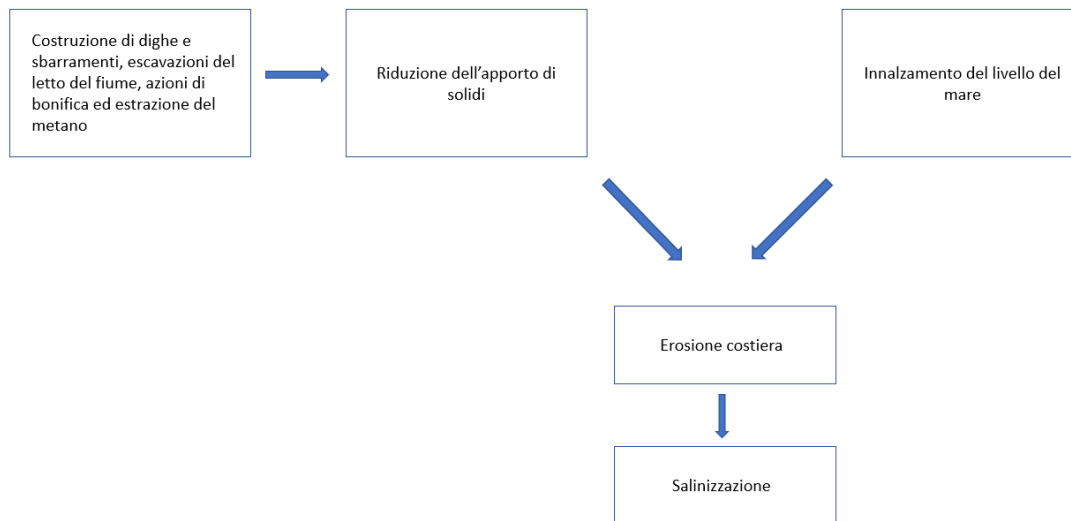 Costruzione di dighe e
sbarramenti, escavazioni del
letto del fiume, azioni di
bonifica ed estrazione del
metano
Riduzione dell’apporto di
solidi
Innalzamento del livello del
mare
Erosione costiera
Salinizzazione